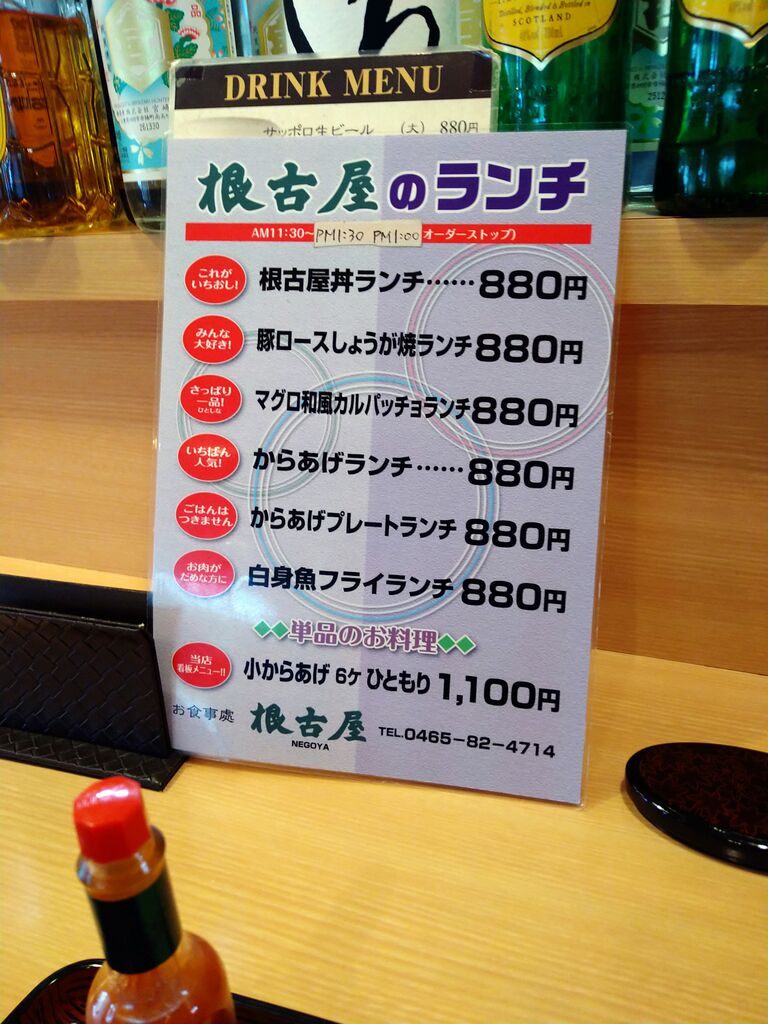 SCOTLAND
261330
2512
DRINK MENU
サッポロ生ビール (大) 880円
根古屋のランチ
AM11:30~PM1:30 PM1:00オーダーストップ)
これが
いちおし!
根古屋丼ランチ……880円
みんな
大好き!
豚ロースしょうが焼ランチ880円
さっぱり
一品!
ひとしな
マグロ和風カルパッチョランチ880円
いちばん
人気!
からあげランチ……880円
ごはんは
つきません
からあげプレートランチ880円
お肉が
だめな方に
白身魚フライランチ880円
単品のお料理
当店
看板メニュー!!
小からあげ 6ケ ひともり1,100円
お食事處 根古屋 TEL.0465-82-4714
NEGOYA